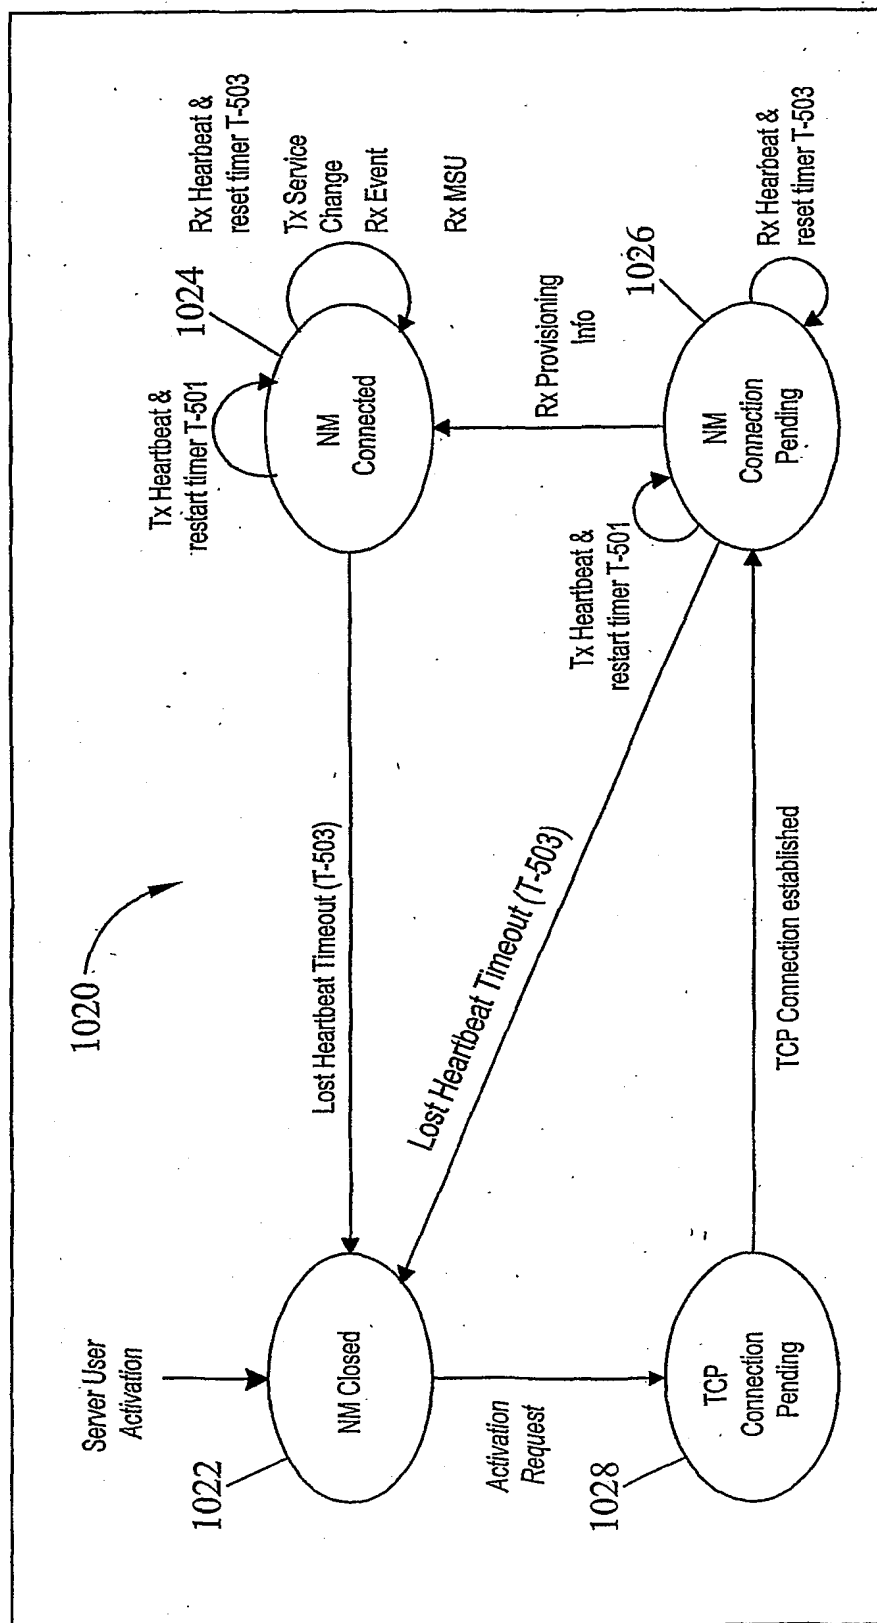 1020
Server User
Activation
1022
NM Closed
Lost Heartbeat Timeout (T-503)
Tx Heartbeat &
restart timer T-501
1024
NM
Connected
Rx Hearbeat &
reset timer T-503
Tx Service
Change
Rx Event
Rx MSU
Activation
Request
Lost Heartbeat Timeout (T-503)
Rx Provisioning
Info
1028
TCP
Connection
Pending
TCP Connection established
Tx Heartbeat &
restart timer T-501
1026
NM
Connection
Pending
Rx Hearbeat &
reset timer T-503